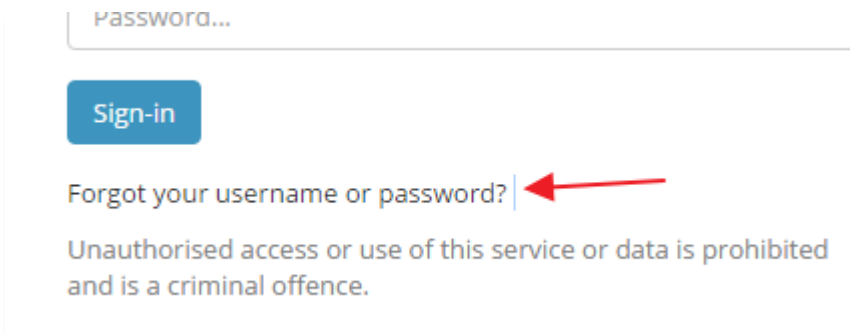 Password...
Sign-in
Forgot your username or password?
Unauthorised access or use of this service or data is prohibited
and is a criminal offence.